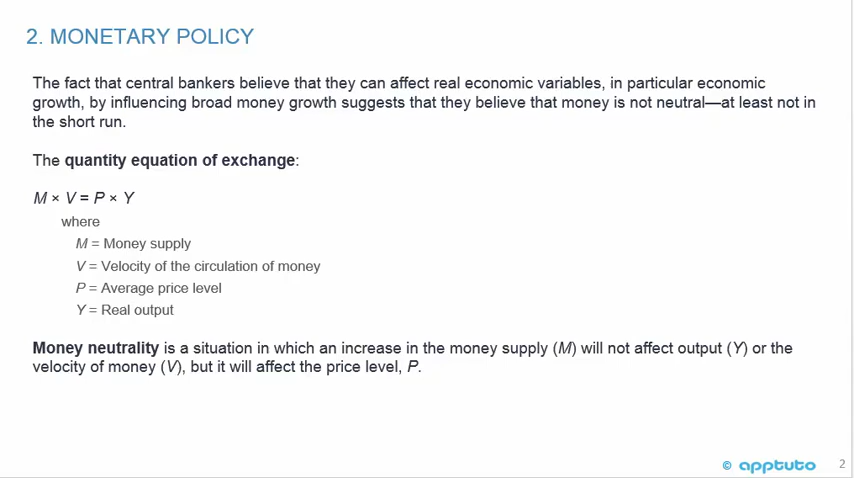 2. MONETARY POLICY
The fact that central bankers believe that they can affect real economic variables, in particular economic
growth, by influencing broad money growth suggests that they believe that money is not neutral—at least not in
the short run.
The quantity equation of exchange:
M × V = P × Y
where
M = Money supply
V = Velocity of the circulation of money
P = Average price level
Y = Real output
Money neutrality is a situation in which an increase in the money supply (M) will not affect output (Y) or the
velocity of money (V), but it will affect the price level, P.
© apptuto 2